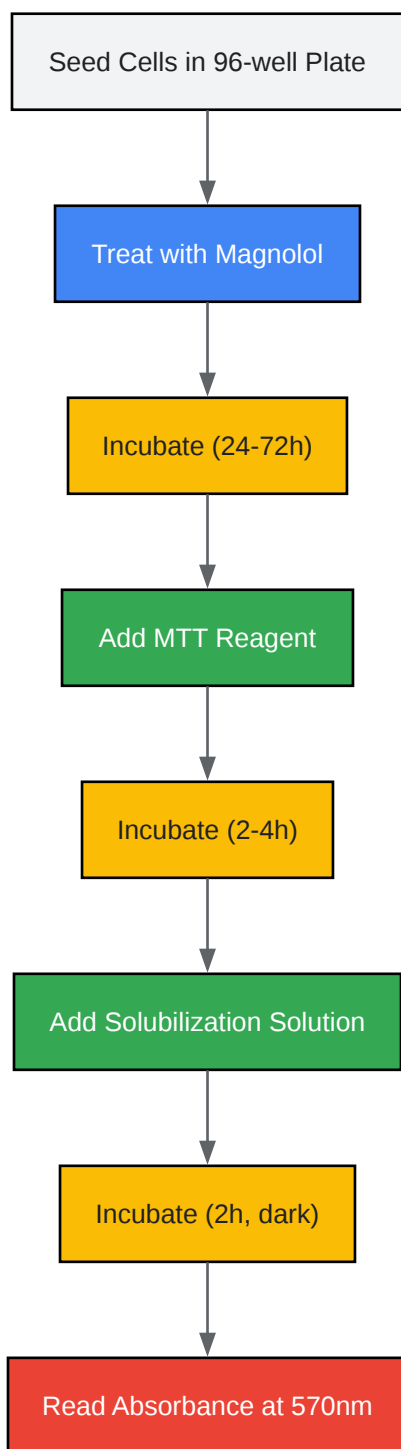 Seed Cells in 96-well Plate
Treat with Magnolol
Incubate (24-72h)
Add MTT Reagent
Incubate (2-4h)
Add Solubilization Solution
Incubate (2h, dark)
Read Absorbance at 570nm